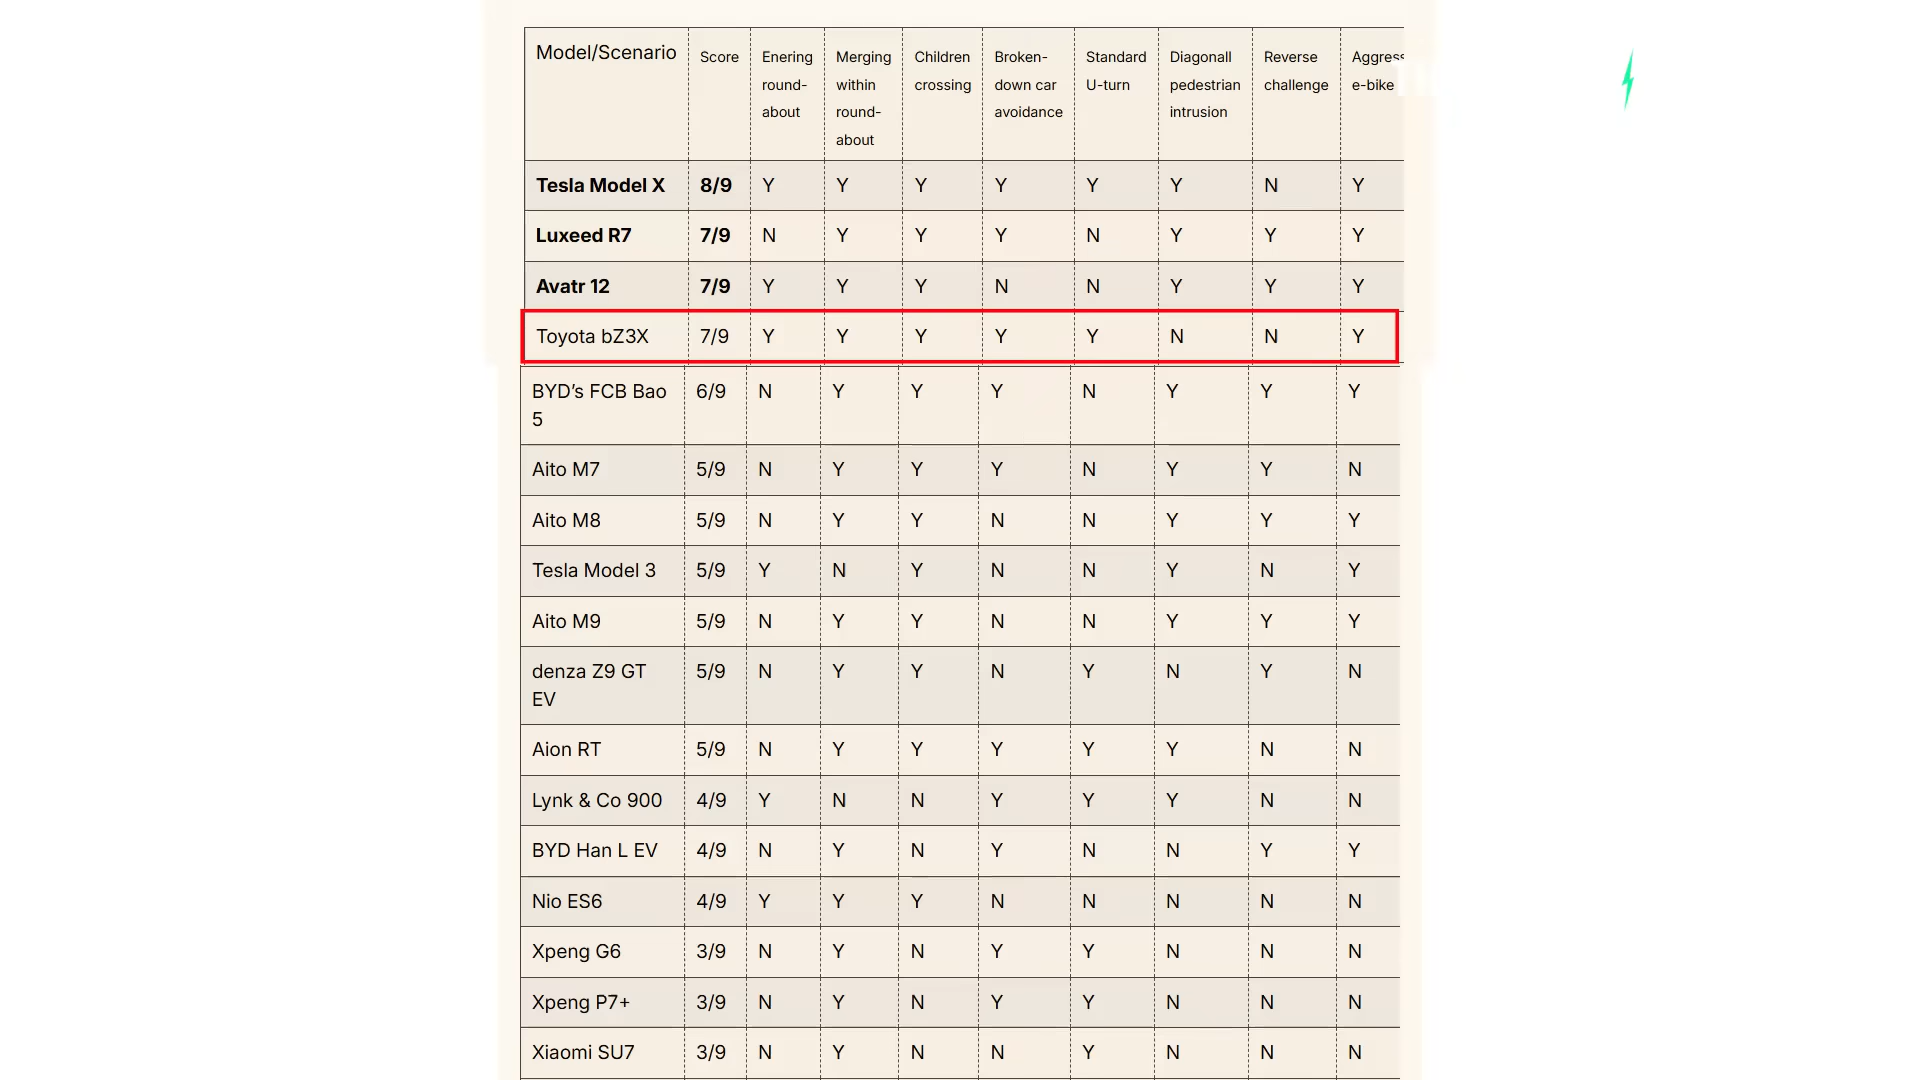 Model/Scenario Score Enering round- about Merging within round- about Children crossing Broken- down car avoidance Standard U-turn Diagonall pedestrian intrusion Reverse challenge Aggress e-bike
Tesla Model X 8/9 Y Y Y Y Y Y N Y
Luxeed R7 7/9 N Y Y Y N Y Y Y
Avatr 12 7/9 Y Y Y N N Y Y Y
Toyota bZ3X 7/9 Y Y Y Y Y N N Y
BYD’s FCB Bao 5 6/9 N Y Y Y N Y Y Y
Aito M7 5/9 N Y Y Y N Y Y N
Aito M8 5/9 N Y Y N N Y Y Y
Tesla Model 3 5/9 Y N Y N N Y N Y
Aito M9 5/9 N Y Y N N Y Y Y
denza Z9 GT EV 5/9 N Y Y N Y N Y N
Aion RT 5/9 N Y Y Y Y Y N N
Lynk & Co 900 4/9 Y N N Y Y Y N N
BYD Han L EV 4/9 N Y N Y N N Y Y
Nio ES6 4/9 Y Y Y N N N N N
Xpeng G6 3/9 N Y N Y Y N N N
Xpeng P7+ 3/9 N Y N Y Y N N N
Xiaomi SU7 3/9 N Y N N Y N N N